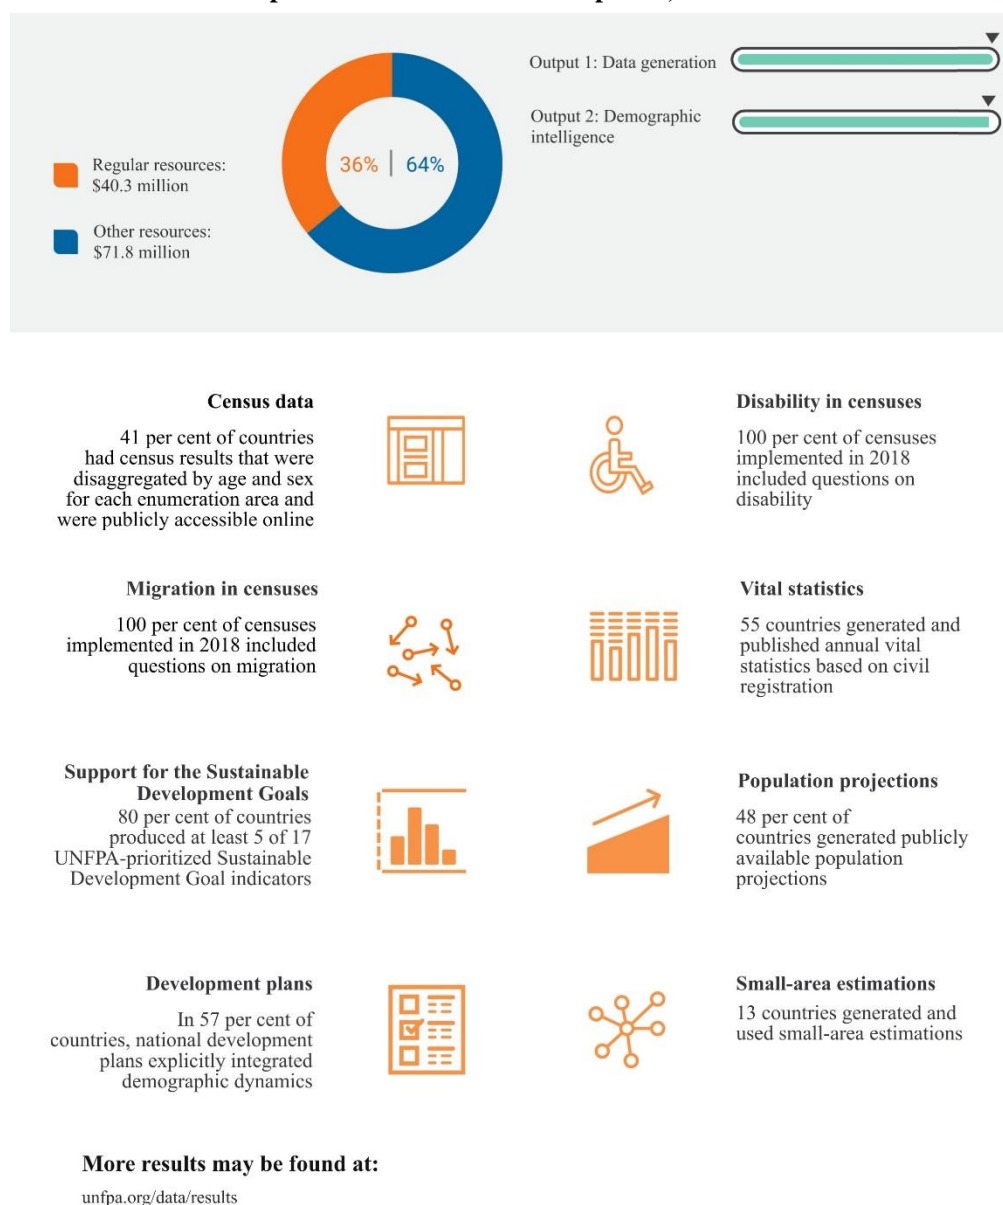 Output 1: Data generation
Output 2: Demographic
intelligence
36% | 64%
Regular resources:
$40.3 million
Other resources:
$71.8 million
Census data
41 per cent of countries
had census results that were
disaggregated by age and sex
for each enumeration area and
were publicly accessible online
Disability in censuses
100 per cent of censuses
implemented in 2018
included questions on
disability
Migration in censuses
100 per cent of censuses
implemented in 2018 included
questions on migration
Vital statistics
55 countries generated and
published annual vital
statistics based on civil
registration
Support for the Sustainable
Development Goals
80 per cent of countries
produced at least 5 of 17
UNFPA-prioritized Sustainable
Development Goal indicators
Population projections
48 per cent of
countries generated publicly
available population
projections
Development plans
In 57 per cent of
countries, national development
plans explicitly integrated
demographic dynamics
Small-area estimations
13 countries generated and
used small-area estimations
More results may be found at:
unfpa.org/data/results